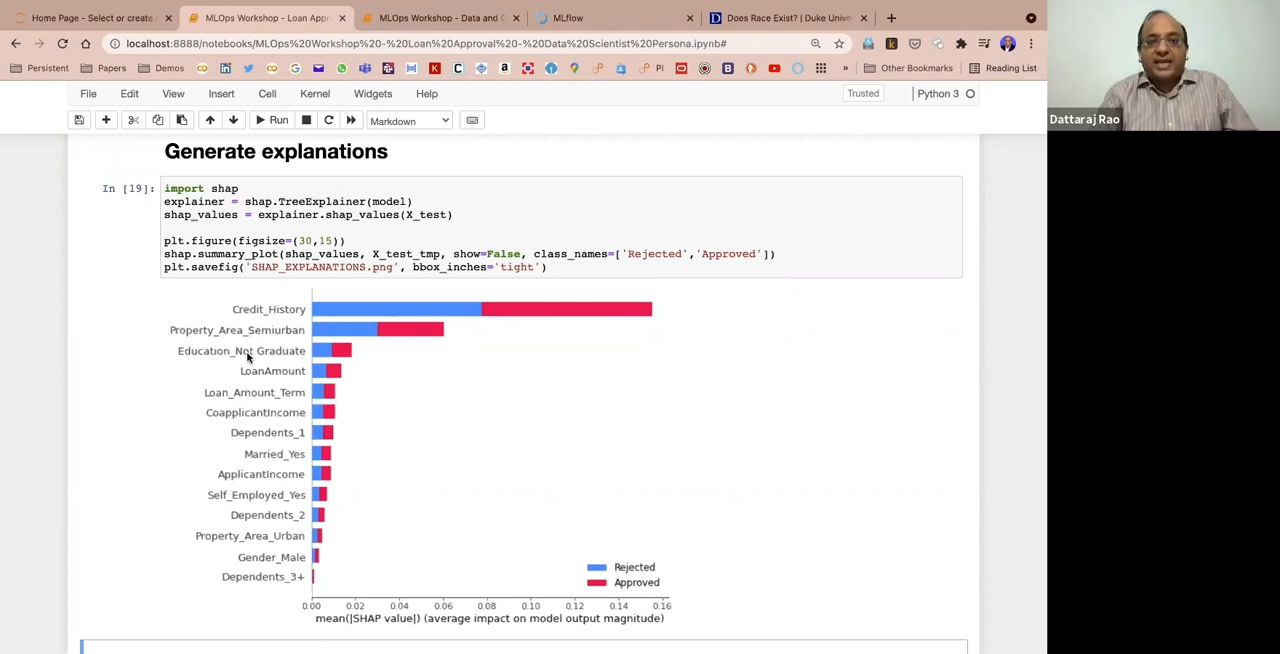 Home Page - Select or create
MLOps Workshop - Loan Appr
MLOps Workshop - Data and C
MLflow
Does Race Exist? | Duke Univer
localhost:8888/notebooks/MLOps%20Workshop%20-%20Loan%20Approval%20-%20Data%20Scientist%20Persona.ipynb#
Persistent
Papers
Demos
PI
»
Other Bookmarks
Reading List
File
Edit
View
Insert
Cell
Kernel
Widgets
Help
Trusted
Python 3
Run
Markdown
Dattaraj Rao
Generate explanations
In [19]:
import shap
explainer = shap.TreeExplainer(model)
shap_values = explainer.shap_values(X_test)
plt.figure(figsize=(30,15))
shap.summary_plot(shap_values, X_test_tmp, show=False, class_names=['Rejected','Approved'])
plt.savefig('SHAP_EXPLANATIONS.png', bbox_inches='tight')
Credit_History
Property_Area_Semiurban
Education_Not Graduate
LoanAmount
Loan_Amount_Term
CoapplicantIncome
Dependents_1
Married_Yes
ApplicantIncome
Self_Employed_Yes
Dependents_2
Property_Area_Urban
Gender_Male
Dependents_3+
Rejected
Approved
0.00 0.02 0.04 0.06 0.08 0.10 0.12 0.14 0.16
mean(|SHAP value|) (average impact on model output magnitude)